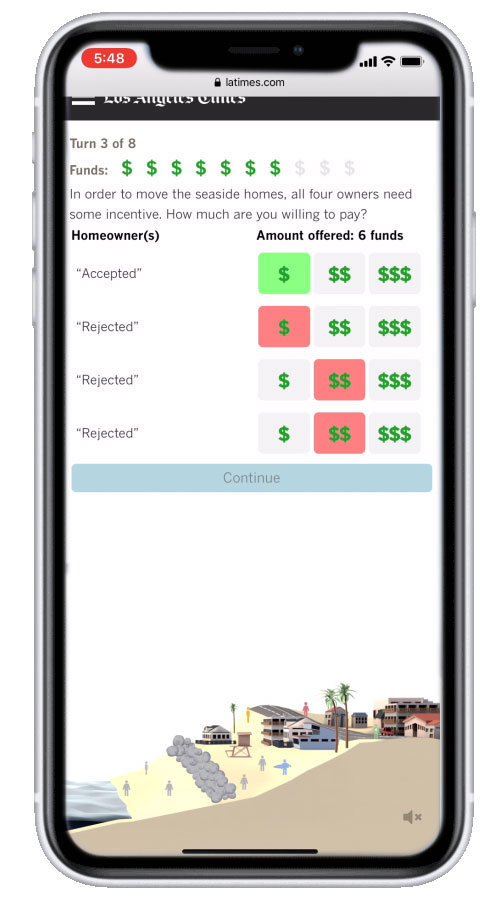 5:48
latimes.com
Los Angeles Times
Turn 3 of 8
Funds: $ $ $ $ $ $ $ $ $ $
In order to move the seaside homes, all four owners need
some incentive. How much are you willing to pay?
Homeowner(s) Amount offered: 6 funds
“Accepted” $ $$ $$$
“Rejected” $ $$ $$$
“Rejected” $ $$ $$$
“Rejected” $ $$ $$$
Continue